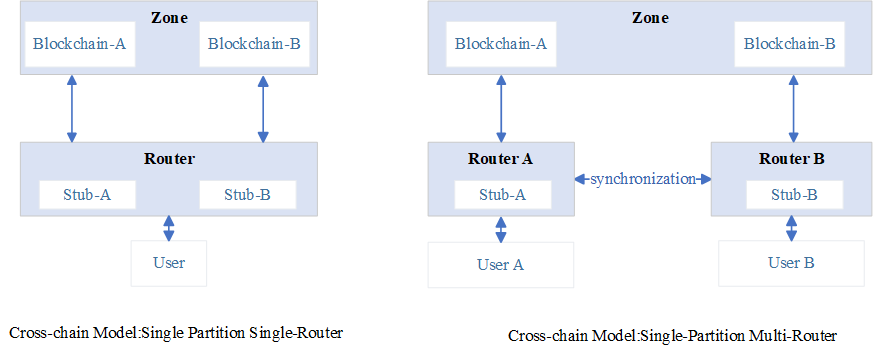 Zone
Blockchain-A
Blockchain-B
Router
Stub-A
Stub-B
User
Cross-chain Model:Single Partition Single-Router
Zone
Blockchain-A
Blockchain-B
Router A
Stub-A
synchronization
Router B
Stub-B
User A
User B
Cross-chain Model:Single-Partition Multi-Router